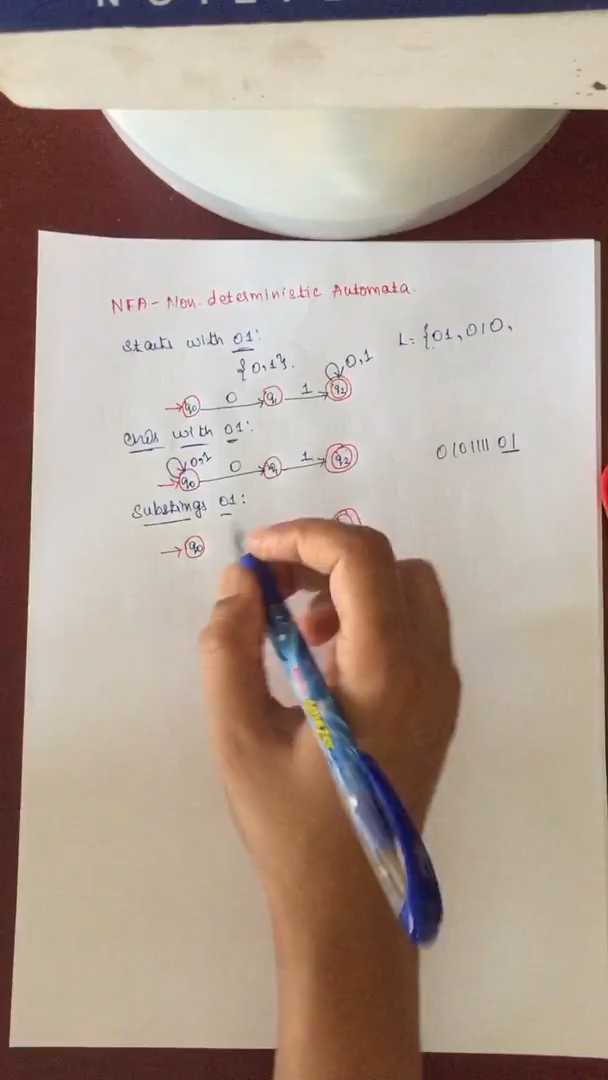 NFA - Non-deterministic Automata.
Starts with 01:
L = {01, 010,
{0,1}.
q0 0 q1 1 q2 0,1
Ends with 01:
0,1 q0 0 q1 1 q2
01011111 01
Substrings 01:
q0